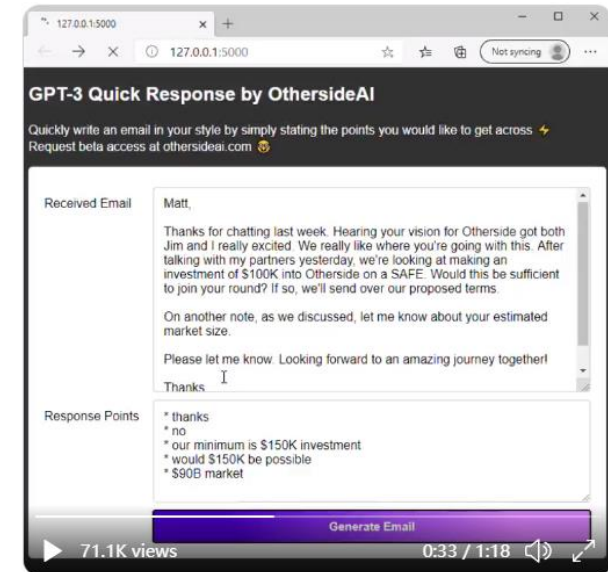 127.0.0.1:5000
127.0.0.1:5000
Not syncing
GPT-3 Quick Response by OthersideAI
Quickly write an email in your style by simply stating the points you would like to get across ⚡
Request beta access at othersideai.com
Received Email
Matt,
Thanks for chatting last week. Hearing your vision for Otherside got both
Jim and I really excited. We really like where you're going with this. After
talking with my partners yesterday, we're looking at making an
investment of $100K into Otherside on a SAFE. Would this be sufficient
to join your round? If so, we'll send over our proposed terms.
On another note, as we discussed, let me know about your estimated
market size.
Please let me know. Looking forward to an amazing journey together!
Thanks
Response Points
* thanks
* no
* our minimum is $150K investment
* would $150K be possible
* $90B market
Generate Email
71.1K views
0:33 / 1:18